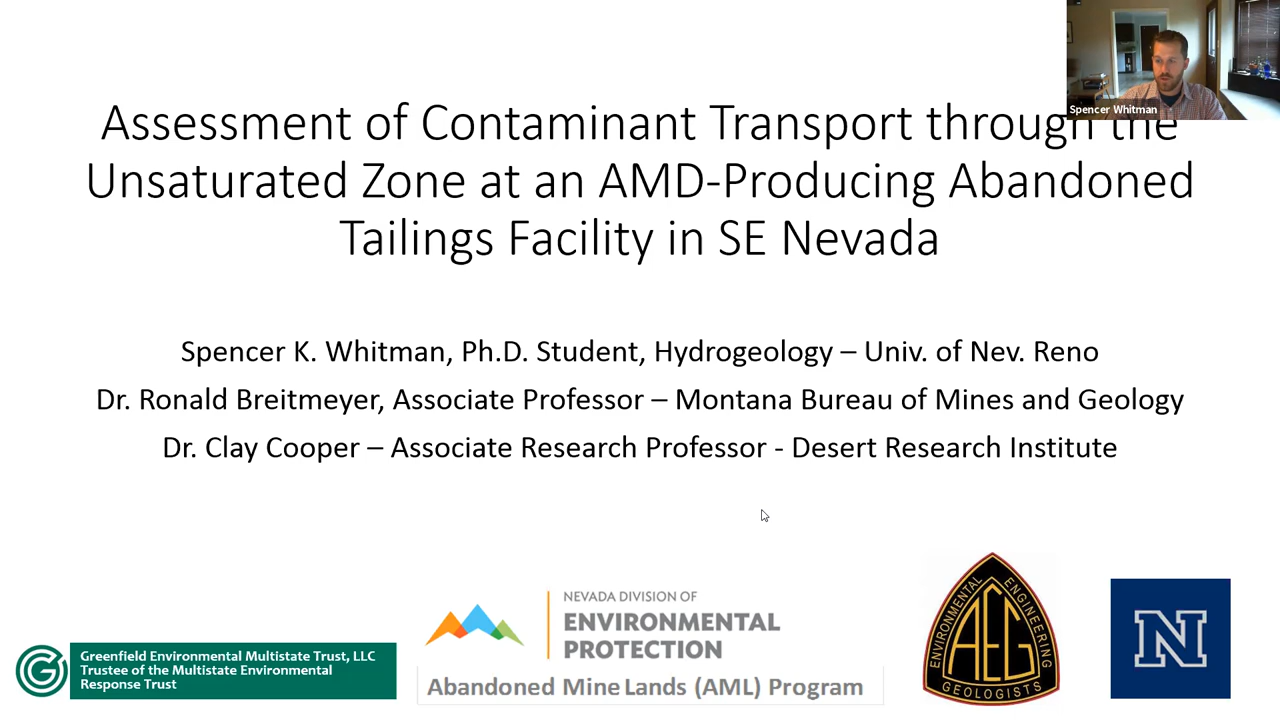 Spencer Whitman
Assessment of Contaminant Transport through the
Unsaturated Zone at an AMD-Producing Abandoned
Tailings Facility in SE Nevada
Spencer K. Whitman, Ph.D. Student, Hydrogeology – Univ. of Nev. Reno
Dr. Ronald Breitmeyer, Associate Professor – Montana Bureau of Mines and Geology
Dr. Clay Cooper – Associate Research Professor - Desert Research Institute
Greenfield Environmental Multistate Trust, LLC
Trustee of the Multistate Environmental
Response Trust
NEVADA DIVISION OF
ENVIRONMENTAL
PROTECTION
Abandoned Mine Lands (AML) Program
ENVIRONMENTAL
ENGINEERING
AEG
GEOLOGISTS
N